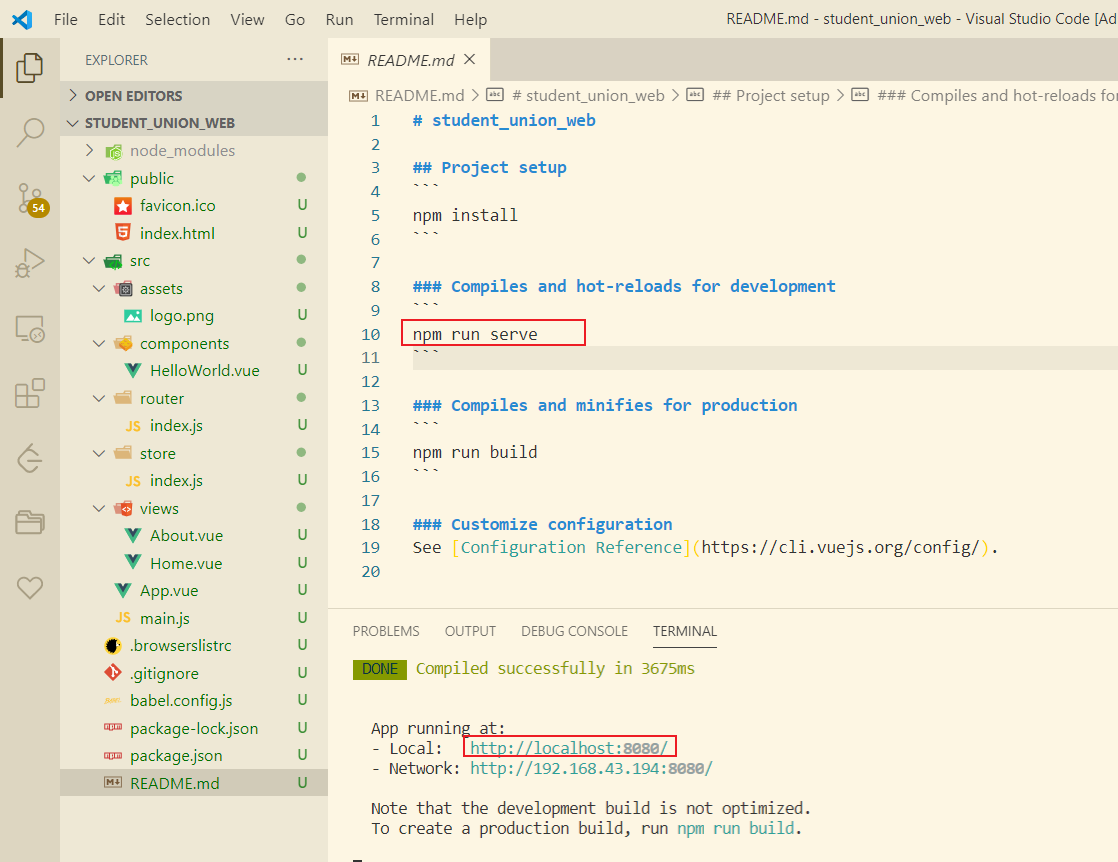 File Edit Selection View Go Run Terminal Help README.md - student_union_web - Visual Studio Code [Ad
EXPLORER ...
OPEN EDITORS
STUDENT_UNION_WEB
node_modules
public
favicon.ico U
index.html U
src
assets
logo.png U
components
HelloWorld.vue U
router
JS index.js U
store
JS index.js U
views
About.vue U
Home.vue U
App.vue U
JS main.js U
.browserslistrc U
.gitignore U
babel.config.js U
package-lock.json U
package.json U
README.md U
54
README.md
README.md > # student_union_web > ## Project setup > ### Compiles and hot-reloads for
1 # student_union_web
2
3 ## Project setup
4 ```
5 npm install
6 ```
7
8 ### Compiles and hot-reloads for development
9 ```
10 npm run serve
11 ```
12
13 ### Compiles and minifies for production
14 ```
15 npm run build
16 ```
17
18 ### Customize configuration
19 See [Configuration Reference](https://cli.vuejs.org/config/).
20
PROBLEMS OUTPUT DEBUG CONSOLE TERMINAL
DONE Compiled successfully in 3675ms
App running at:
- Local: http://localhost:8080/
- Network: http://192.168.43.194:8080/
Note that the development build is not optimized.
To create a production build, run npm run build.